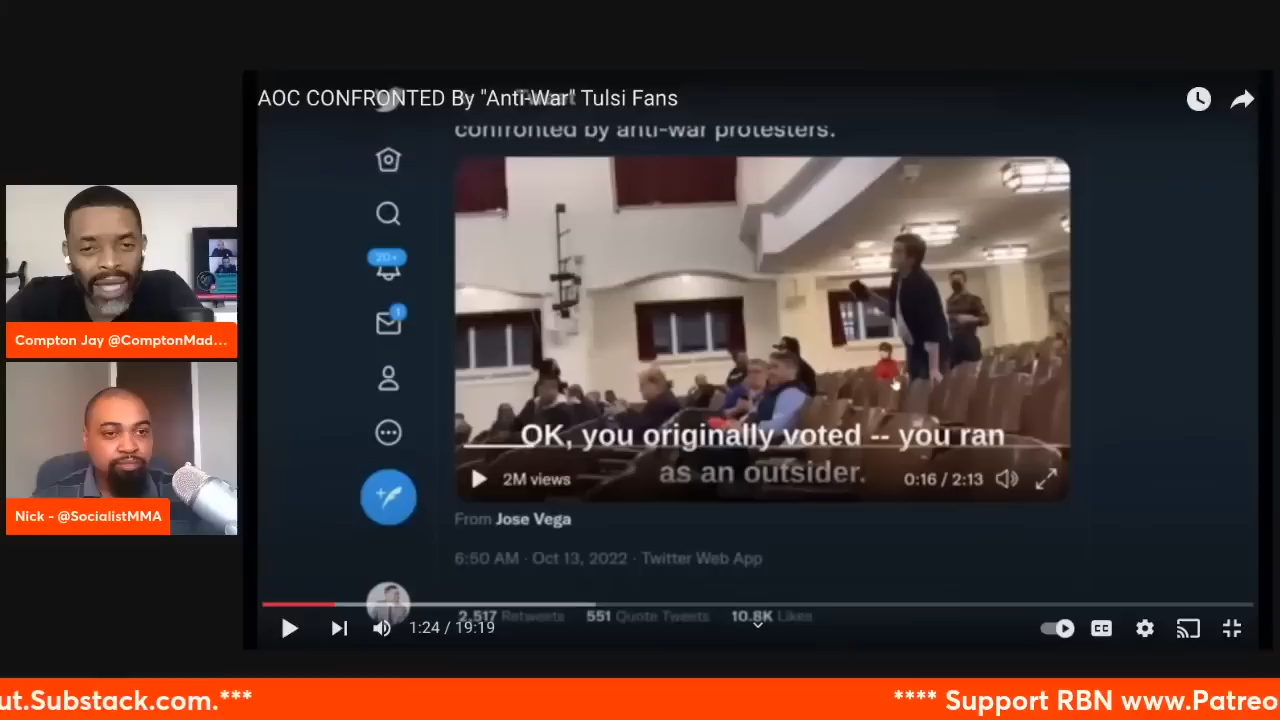 AOC CONFRONTED By "Anti-War" Tulsi Fans
confronted by anti-war protesters.
20+
1
OK, you originally voted -- you ran
as an outsider.
2M views
0:16 / 2:13
From Jose Vega
6:50 AM · Oct 13, 2022 · Twitter Web App
2,517 Retweets 551 Quote Tweets 10.8K Likes
1:24 / 19:19
CC
Compton Jay @ComptonMad...
Nick - @SocialistMMA
ut.Substack.com.***
**** Support RBN www.Patreo